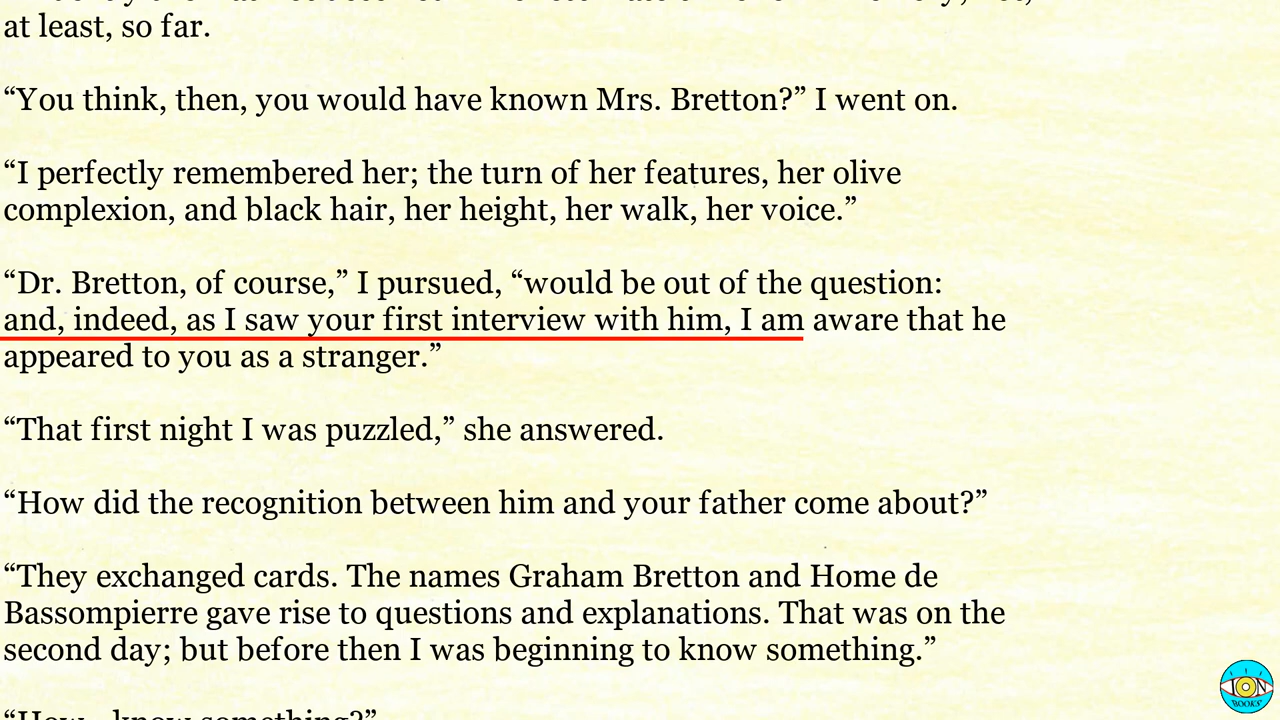 at least, so far.
“You think, then, you would have known Mrs. Bretton?” I went on.
“I perfectly remembered her; the turn of her features, her olive
complexion, and black hair, her height, her walk, her voice.”
“Dr. Bretton, of course,” I pursued, “would be out of the question:
and, indeed, as I saw your first interview with him, I am aware that he
appeared to you as a stranger.”
“That first night I was puzzled,” she answered.
“How did the recognition between him and your father come about?”
“They exchanged cards. The names Graham Bretton and Home de
Bassompierre gave rise to questions and explanations. That was on the
second day; but before then I was beginning to know something.”
“How—know something?”
ION
BOOKS